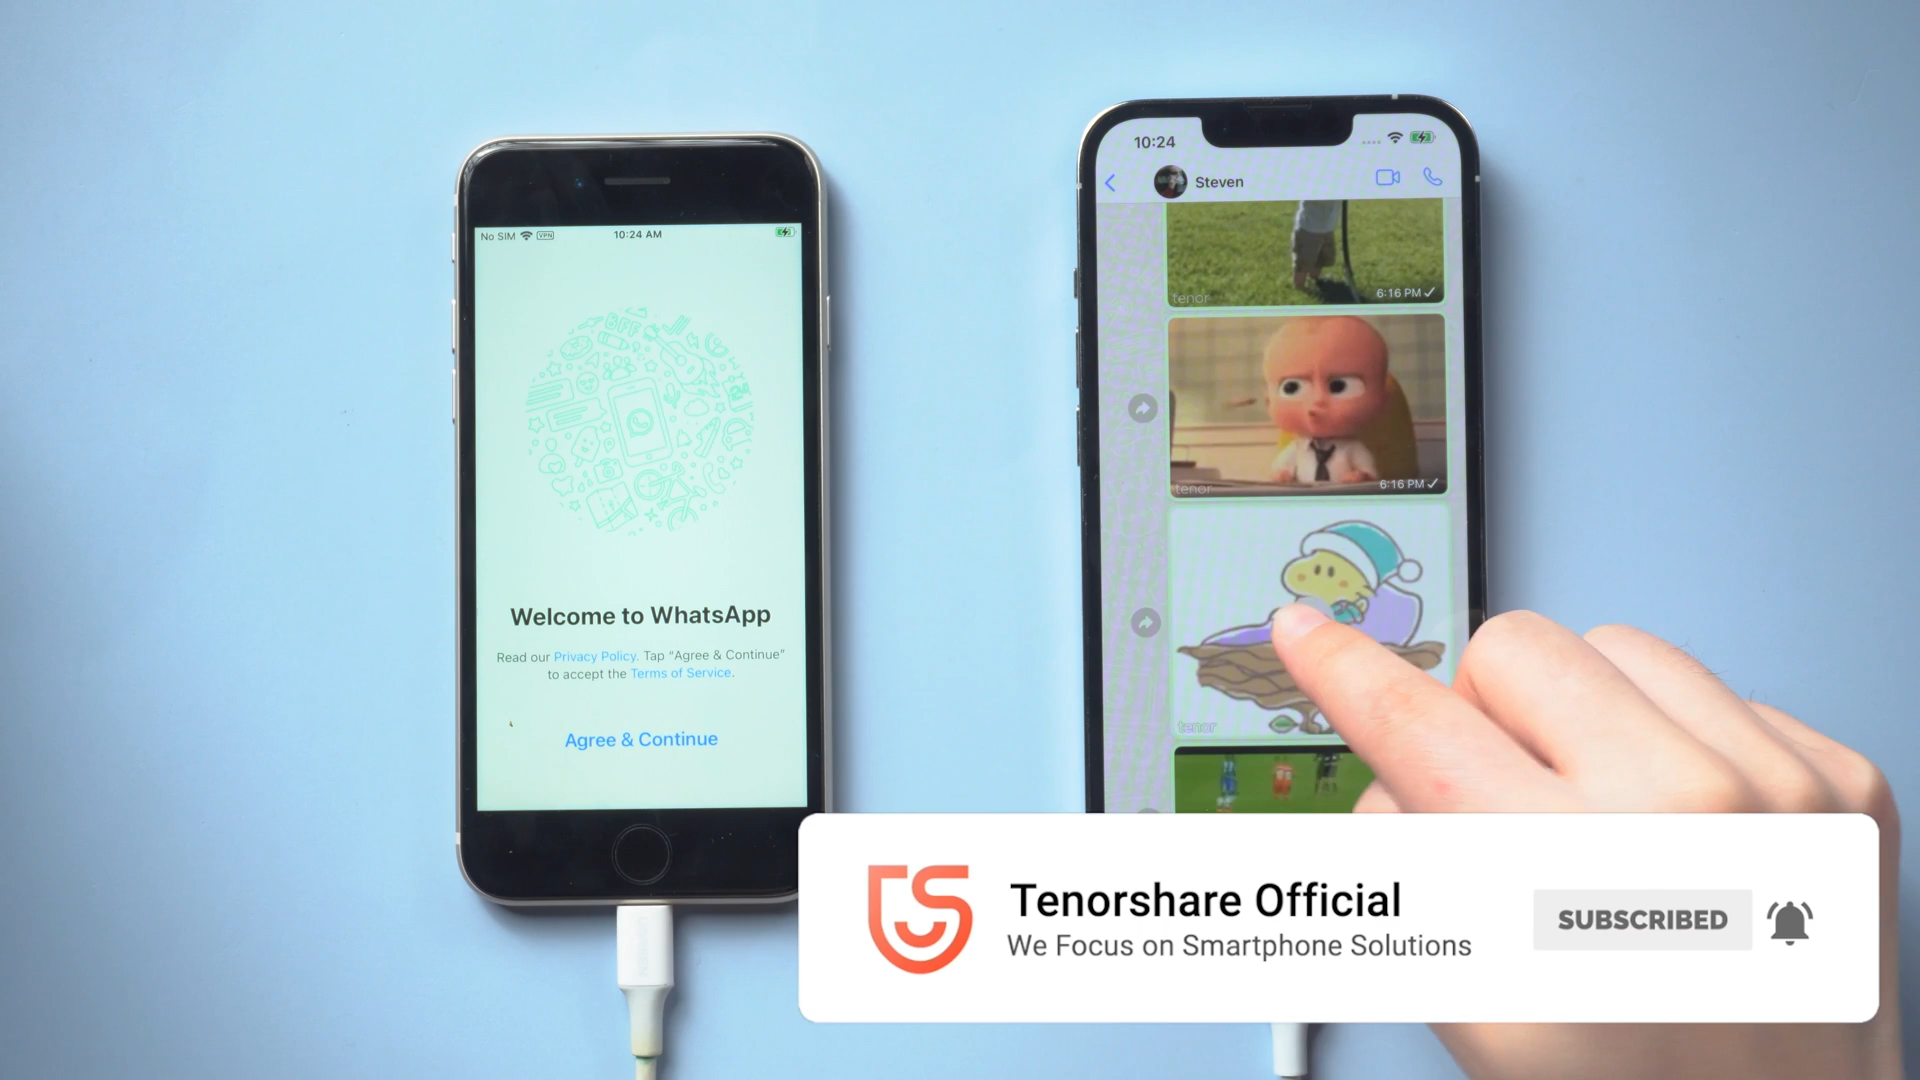 No SIM VPN 10:24 AM
BFF
Welcome to WhatsApp
Read our Privacy Policy. Tap “Agree & Continue”
to accept the Terms of Service.
Agree & Continue
10:24
Steven
tenor 6:16 PM
tenor 6:16 PM
tenor
Tenorshare Official
We Focus on Smartphone Solutions
SUBSCRIBED